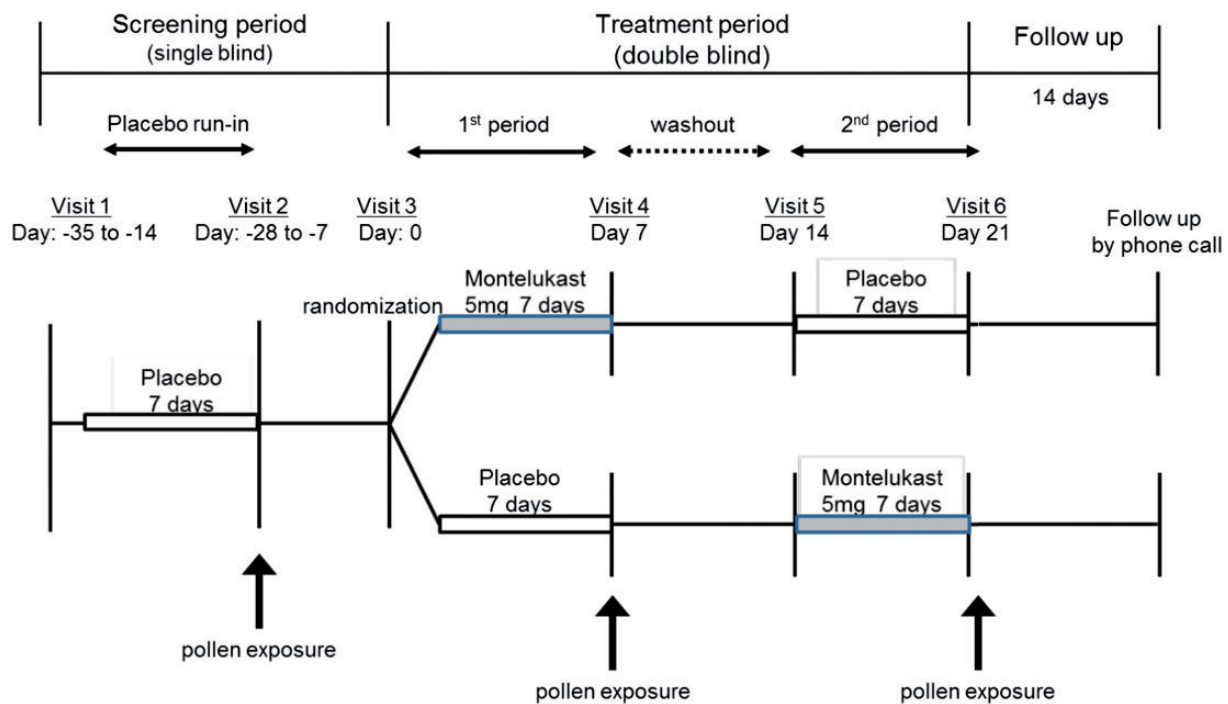 Screening period
(single blind)
Treatment period
(double blind)
Follow up
14 days
Placebo run-in
1st period
washout
2nd period
Visit 1
Day: -35 to -14
Visit 2
Day: -28 to -7
Visit 3
Day: 0
Visit 4
Day 7
Visit 5
Day 14
Visit 6
Day 21
Follow up
by phone call
randomization
Montelukast
5mg 7 days
Placebo
7 days
Placebo
7 days
Placebo
7 days
Montelukast
5mg 7 days
pollen exposure
pollen exposure
pollen exposure